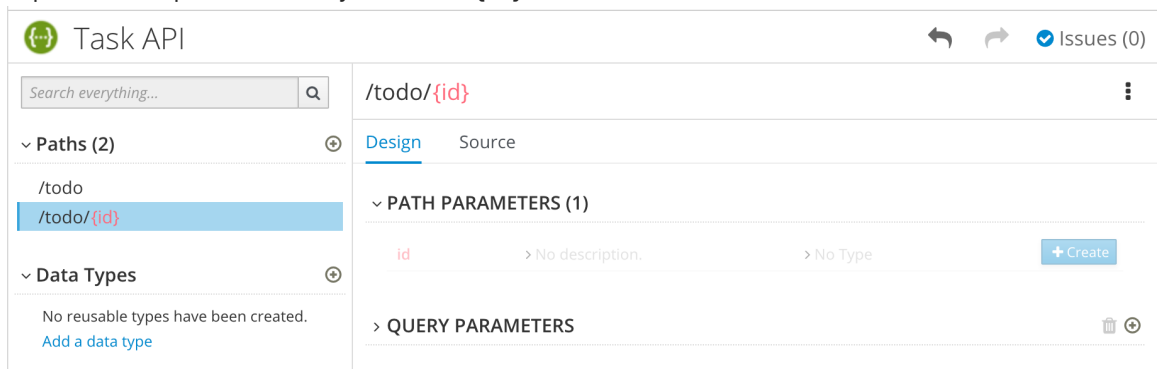 Task API
Issues (0)
Search everything...
Paths (2)
/todo
/todo/{id}
Data Types
No reusable types have been created.
Add a data type
/todo/{id}
Design Source
PATH PARAMETERS (1)
id No description. No Type + Create
QUERY PARAMETERS